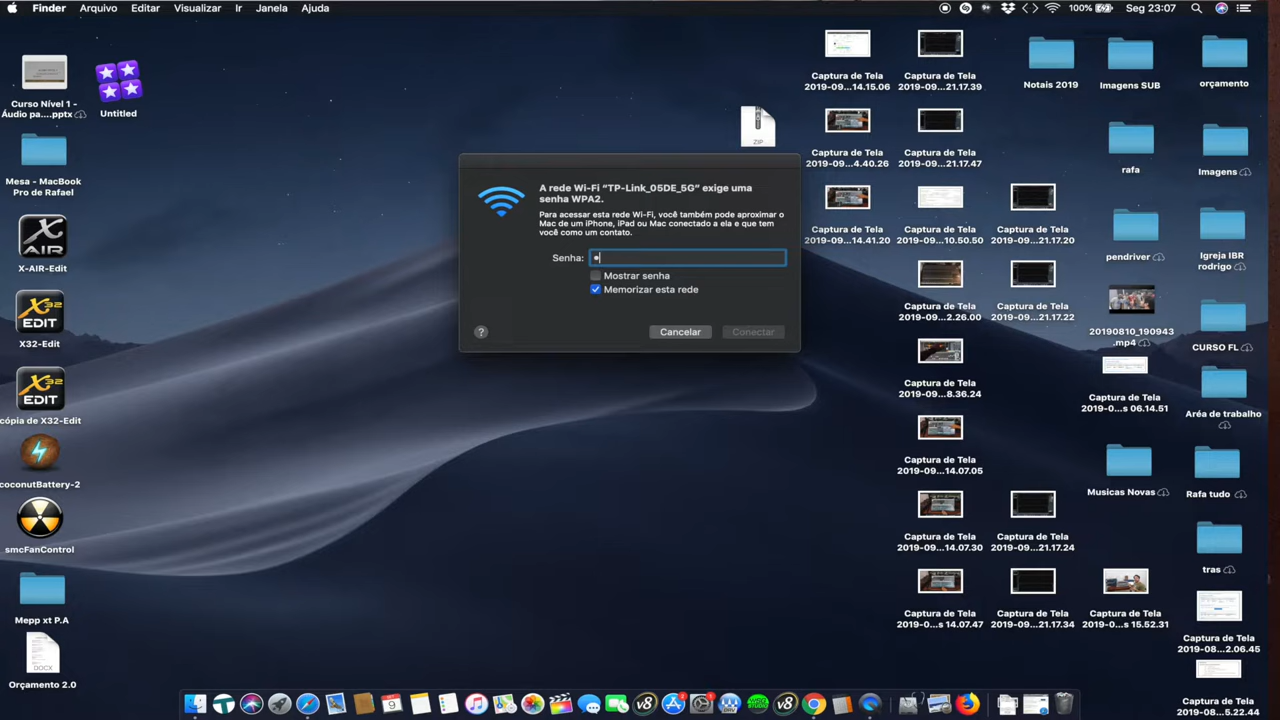 Finder Arquivo Editar Visualizar Ir Janela Ajuda
100% Seg 23:07
Curso Nível 1 -
Áudio pa....pptx
Untitled
Mesa - MacBook
Pro de Rafael
X-AIR-Edit
X32-Edit
cópia de X32-Edit
coconutBattery-2
smcFanControl
Mepp xt P.A
DOCX
Orçamento 2.0
ZIP
A rede Wi-Fi “TP-Link_0BDE_5G” exige uma
senha WPA2.
Para acessar esta rede Wi-Fi, você também pode aproximar o
Mac de um iPhone, iPad ou Mac conectado a ela e que tem
você como um contato.
Senha:
Mostrar senha
Memorizar esta rede
?
Cancelar
Conectar
Captura de Tela
2019-09...14.15.06
Captura de Tela
2019-09...21.17.39
Notais 2019
Imagens SUB
orçamento
Captura de Tela
2019-09...4.40.26
Captura de Tela
2019-09...21.17.47
rafa
Imagens
Captura de Tela
2019-09...14.41.20
Captura de Tela
2019-09...10.50.50
Captura de Tela
2019-09...21.17.20
pendriver
Igreja IBR
rodrigo
Captura de Tela
2019-09...2.26.00
Captura de Tela
2019-09...21.17.22
20190810_190943
.mp4
CURSO FL
Captura de Tela
2019-09...8.36.24
Captura de Tela
2019-0...s 06.14.51
Aréa de trabalho
Captura de Tela
2019-09...14.07.05
Musicas Novas
Rafa tudo
Captura de Tela
2019-09...14.07.30
Captura de Tela
2019-09...21.17.24
tras
Captura de Tela
2019-0...s 14.07.47
Captura de Tela
2019-09...21.17.34
Captura de Tela
2019-0...s 15.52.31
Captura de Tela
2019-08...2.06.45
Captura de Tela
2019-08...5.22.44